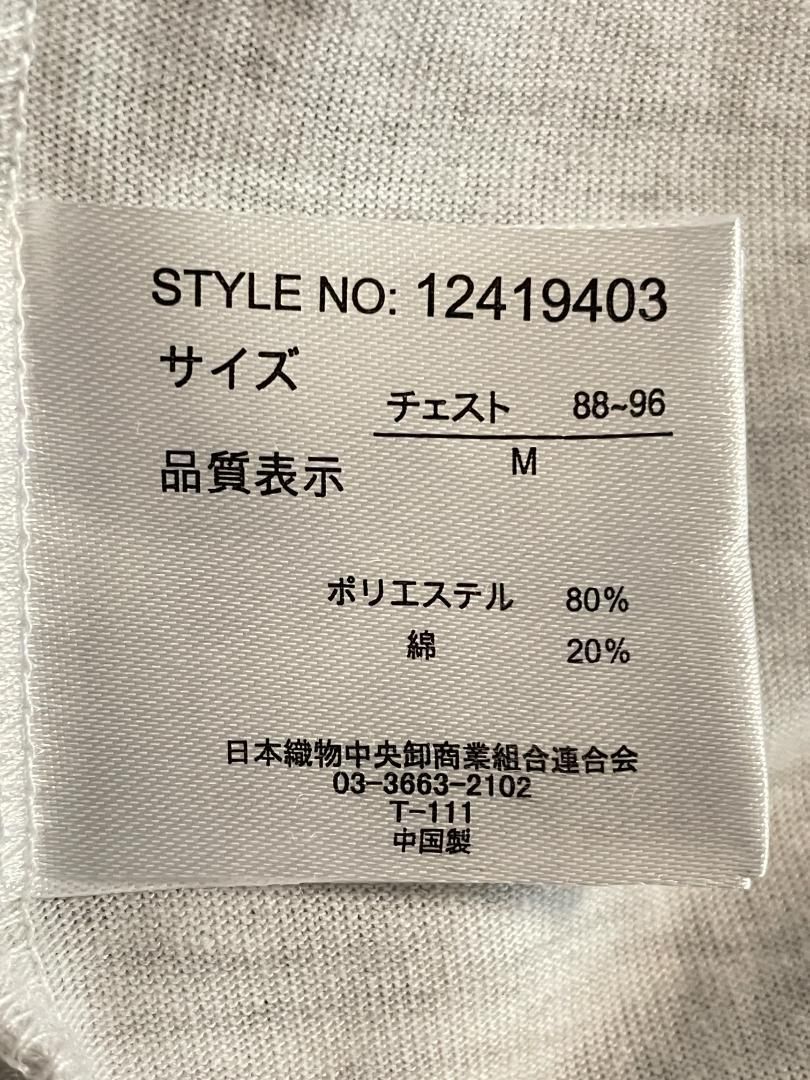 STYLE NO: 12419403
サイズ
チェスト 88~96
M
品質表示
ポリエステル 80%
綿 20%
日本織物中央卸商業組合連合会
03-3663-2102
T-111
中国製